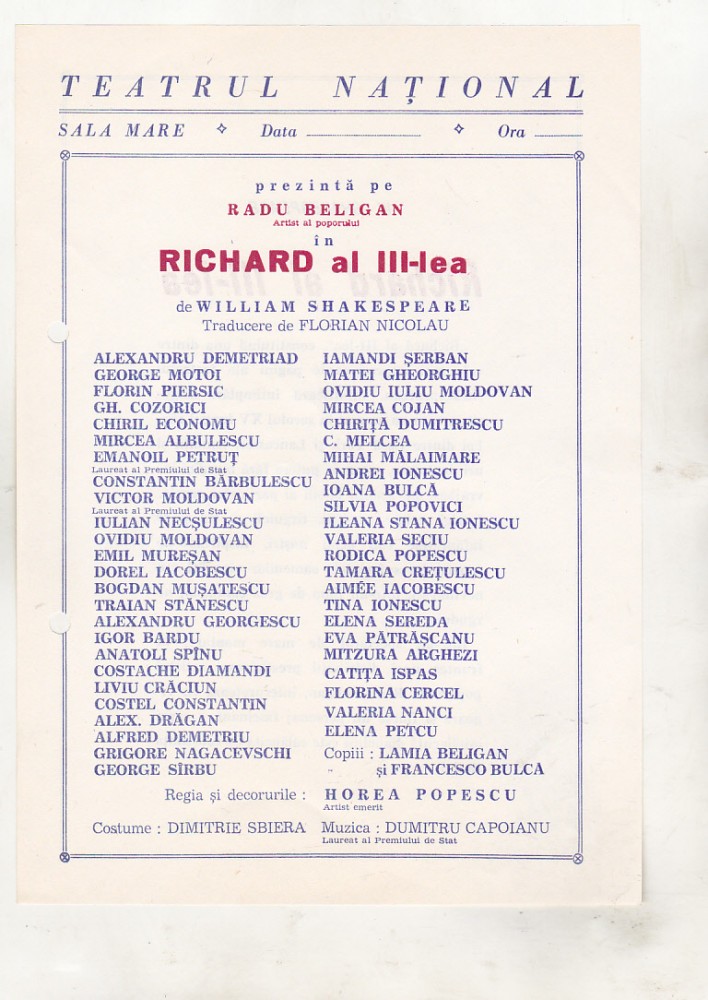 TEATRUL NAȚIONAL
SALA MARE ✧ Data ____________ ✧ Ora _____
prezintă pe
RADU BELIGAN
Artist al poporului
în
RICHARD al III-lea
de WILLIAM SHAKESPEARE
Traducere de FLORIAN NICOLAU
ALEXANDRU DEMETRIAD
GEORGE MOTOI
FLORIN PIERSIC
GH. COZORICI
CHIRIL ECONOMU
MIRCEA ALBULESCU
EMANOIL PETRUȚ
Laureat al Premiului de Stat
CONSTANTIN BĂRBULESCU
VICTOR MOLDOVAN
Laureat al Premiului de Stat
IULIAN NECȘULESCU
OVIDIU MOLDOVAN
EMIL MUREȘAN
DOREL IACOBESCU
BOGDAN MUȘATESCU
TRAIAN STĂNESCU
ALEXANDRU GEORGESCU
IGOR BARDU
ANATOLI SPÎNU
COSTACHE DIAMANDI
LIVIU CRĂCIUN
COSTEL CONSTANTIN
ALEX. DRĂGAN
ALFRED DEMETRIU
GRIGORE NAGACEVSCHI
GEORGE SÎRBU
IAMANDI ȘERBAN
MATEI GHEORGHIU
OVIDIU IULIU MOLDOVAN
MIRCEA COJAN
CHIRIȚĂ DUMITRESCU
C. MELCEA
MIHAI MĂLAIMARE
ANDREI IONESCU
IOANA BULCĂ
SILVIA POPOVICI
ILEANA STANA IONESCU
VALERIA SECIU
RODICA POPESCU
TAMARA CREȚULESCU
AIMÉE IACOBESCU
TINA IONESCU
ELENA SEREDA
EVA PĂTRĂȘCANU
MITZURA ARGHEZI
CATIȚA ISPAS
FLORINA CERCEL
VALERIA NANCI
ELENA PETCU
Copiii : LAMIA BELIGAN
și FRANCESCO BULCĂ
Regia și decorurile : HOREA POPESCU
Artist emerit
Costume : DIMITRIE SBIERA Muzica : DUMITRU CAPOIANU
Laureat al Premiului de Stat